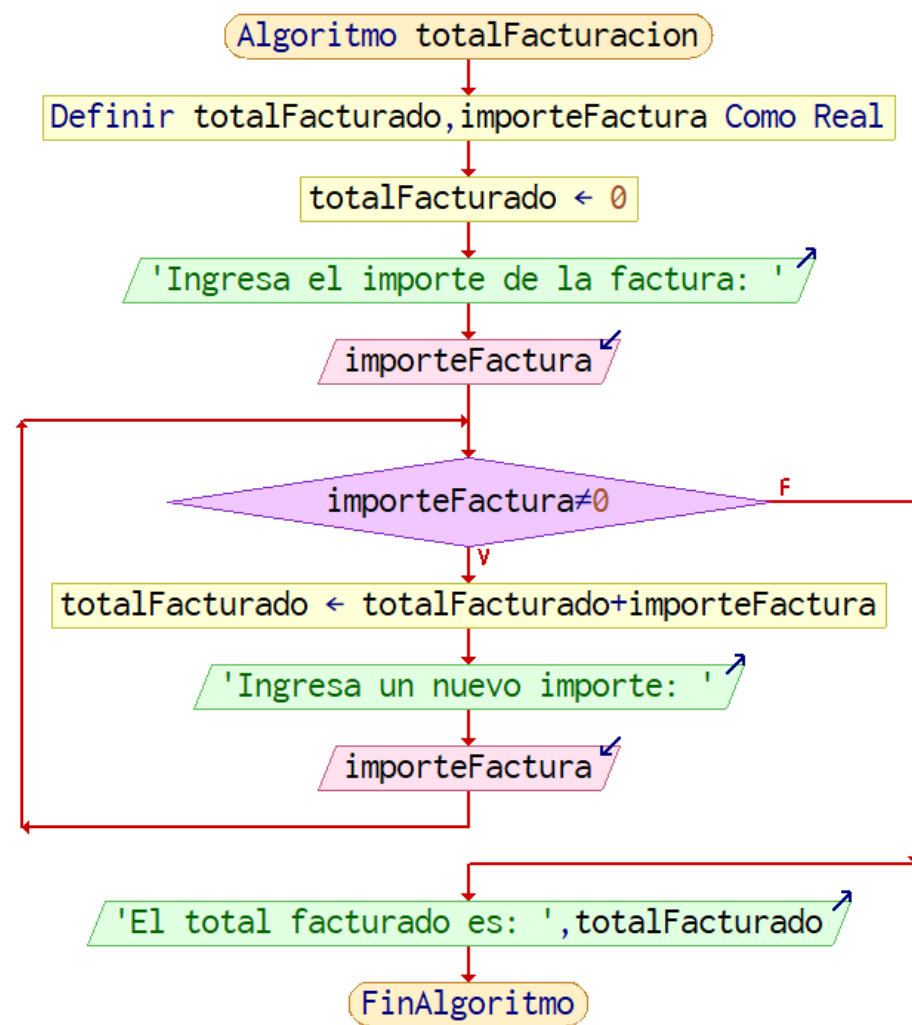 Algoritmo totalFacturacion
Definir totalFacturado,importeFactura Como Real
totalFacturado ← 0
'Ingresa el importe de la factura: '
importeFactura
importeFactura≠0
F
V
totalFacturado ← totalFacturado+importeFactura
'Ingresa un nuevo importe: '
importeFactura
'El total facturado es: ',totalFacturado
FinAlgoritmo